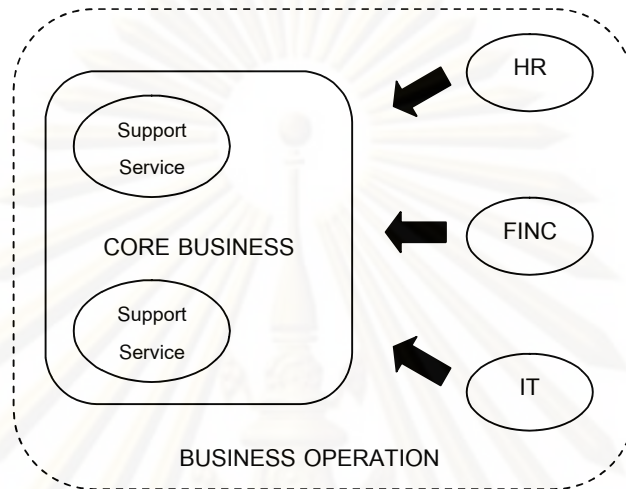 HR
Support
Service
CORE BUSINESS
FINC
Support
Service
IT
BUSINESS OPERATION